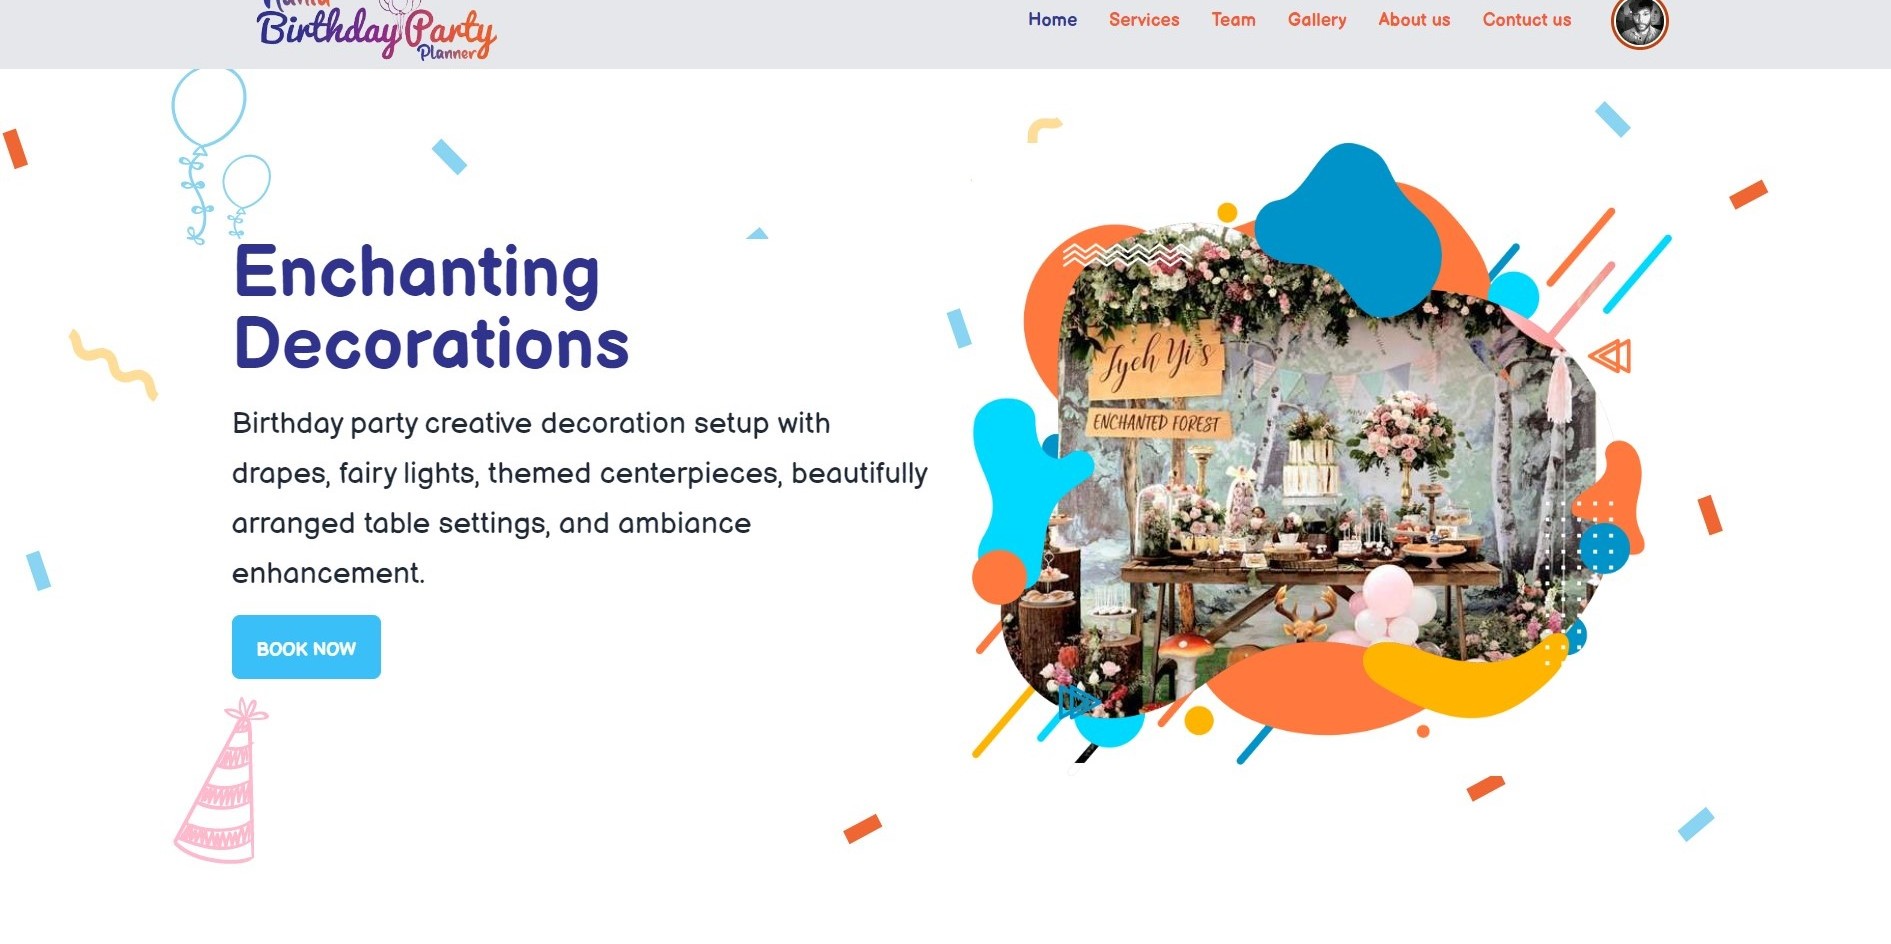 Birthday Party
Planner
Home Services Team Gallery About us Contuct us
Enchanting
Decorations
Birthday party creative decoration setup with
drapes, fairy lights, themed centerpieces, beautifully
arranged table settings, and ambiance
enhancement.
BOOK NOW
Jyeh Yi's
ENCHANTED FOREST